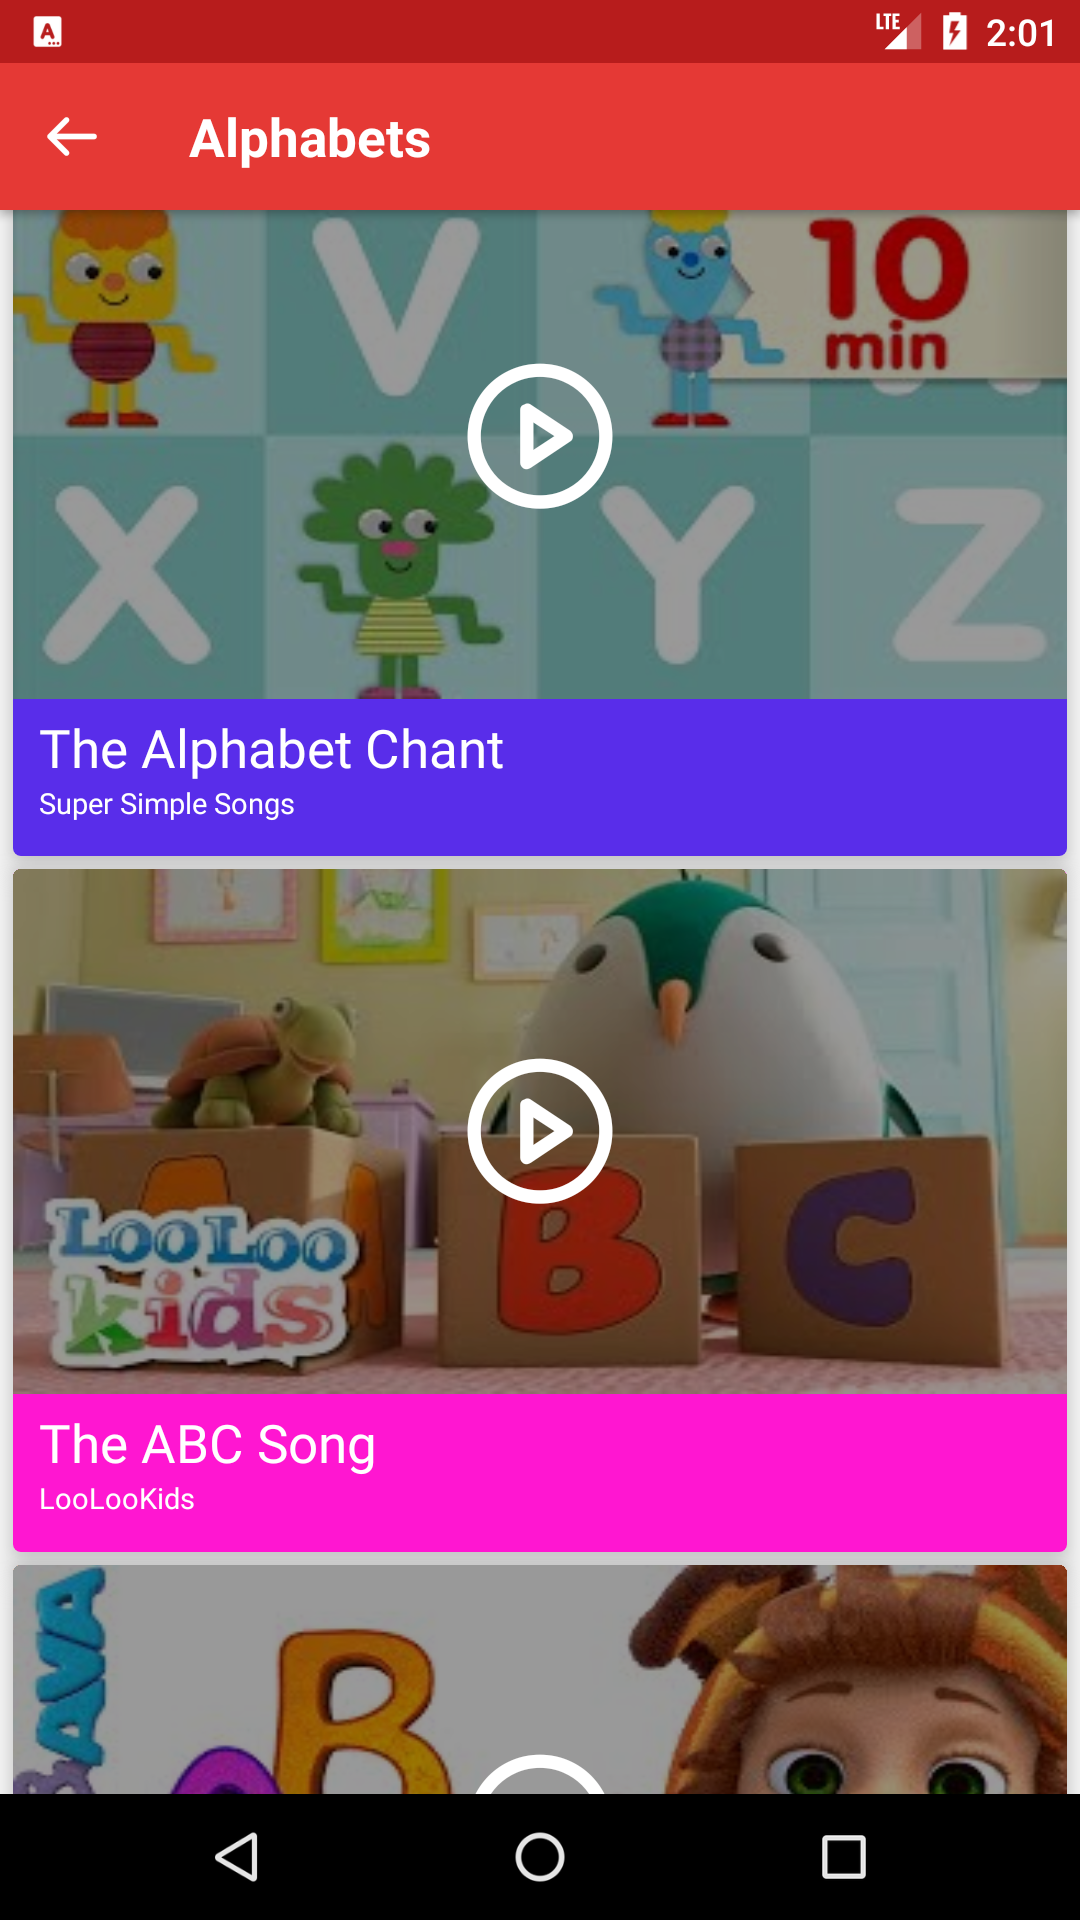 LTE 2:01
Alphabets
V
10
min
X Y Z
The Alphabet Chant
Super Simple Songs
LooLoo
kids
B C
The ABC Song
LooLooKids
BAVA
B